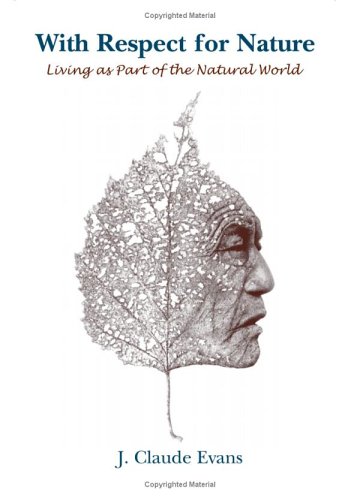 Copyrighted Material
With Respect for Nature
Living as Part of the Natural World
J. Claude Evans
Copyrighted Material